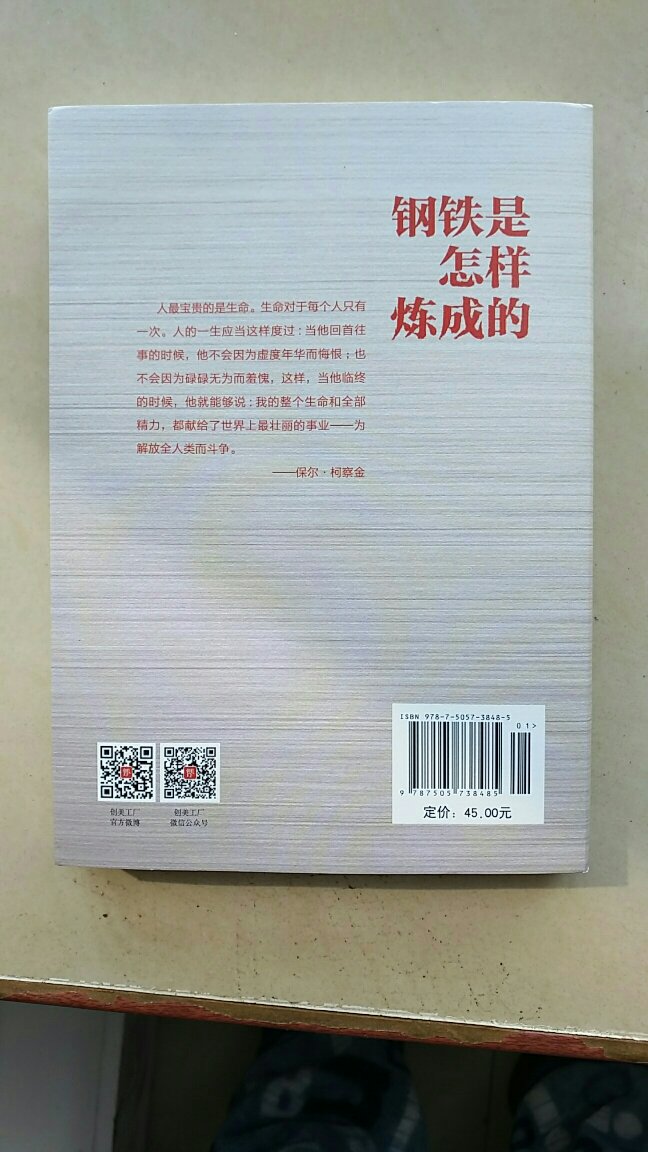 钢铁是
怎样
炼成的
人最宝贵的是生命。生命对于每个人只有
一次。人的一生应当这样度过：当他回首往
事的时候，他不会因为虚度年华而悔恨；也
不会因为碌碌无为而羞愧，这样，当他临终
的时候，他就能够说：我的整个生命和全部
精力，都献给了世界上最壮丽的事业——为
解放全人类而斗争。
——保尔·柯察金
ISBN 978-7-5057-3848-5
01>
9 787505 738485
定价：45.00元
创美工厂
官方微博
创美工厂
微信公众号